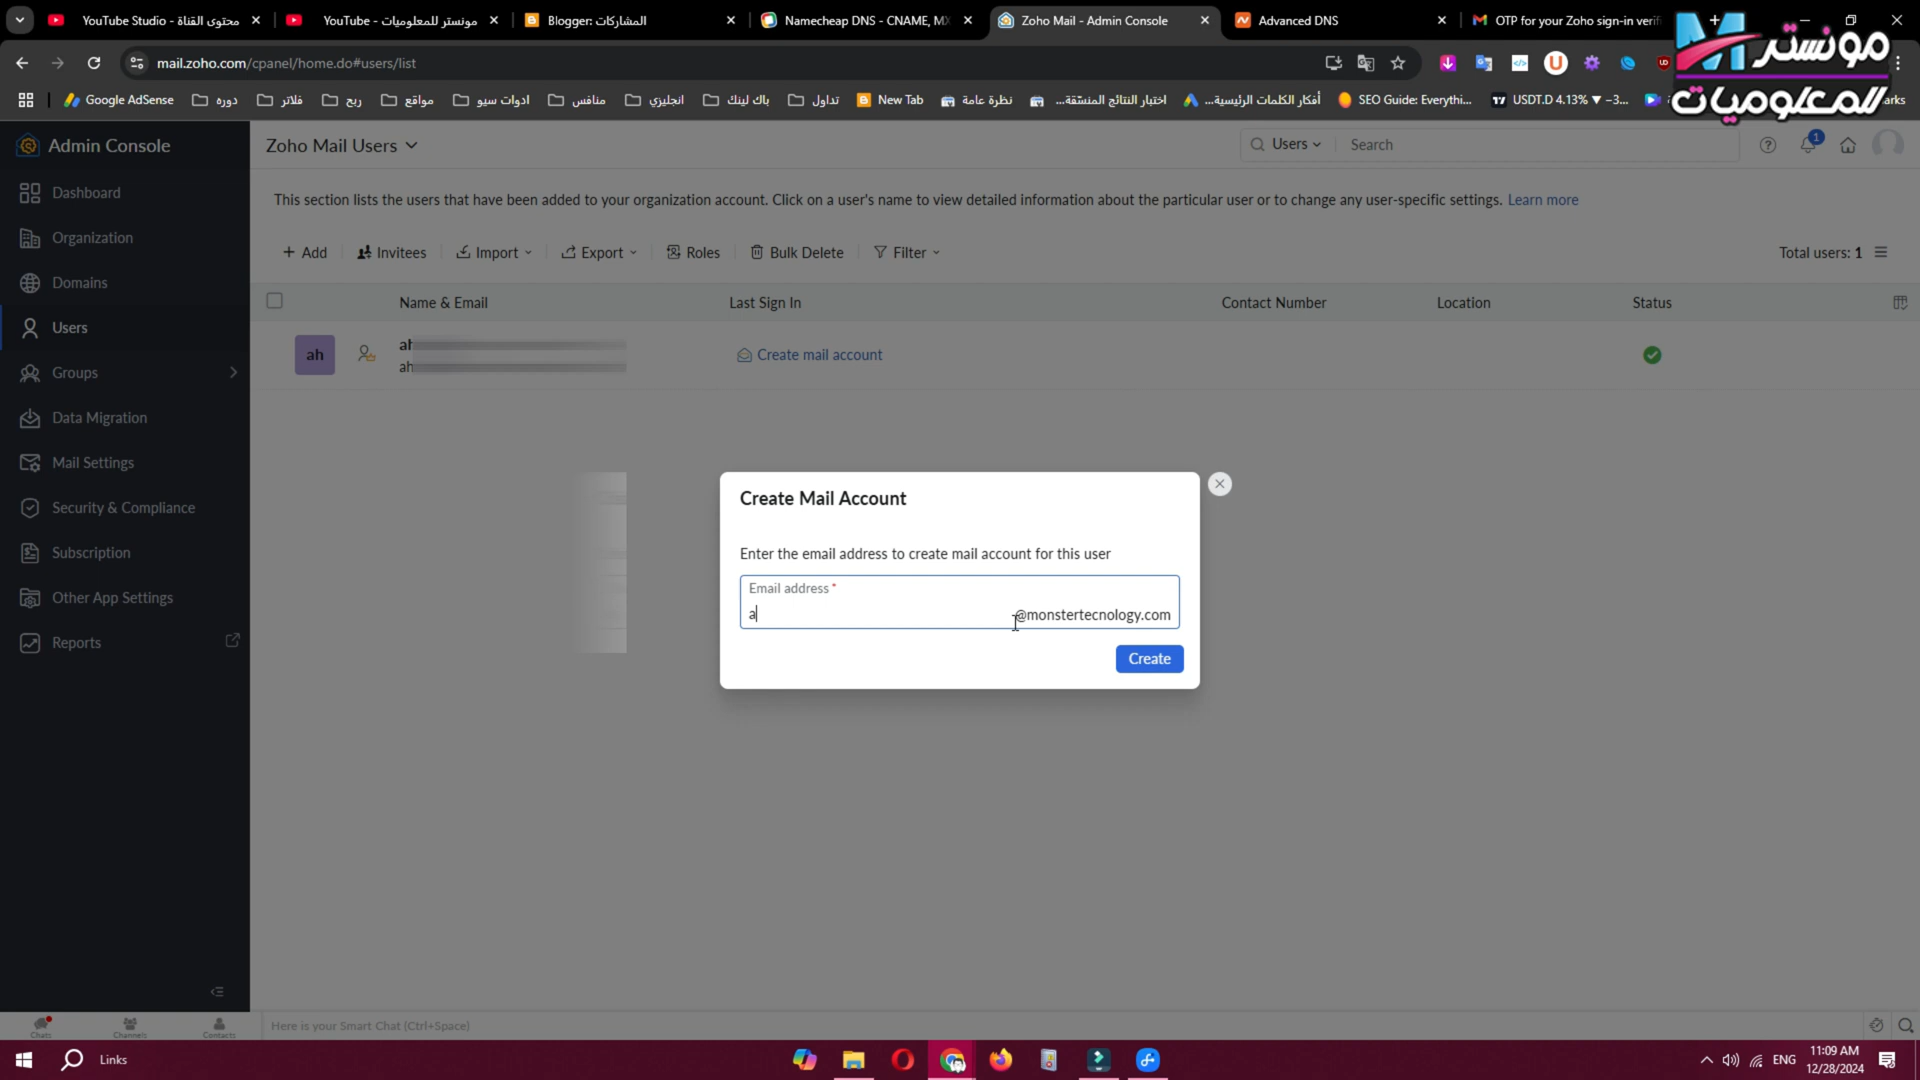 YouTube Studio - محتوى القناة
YouTube - مونستر للمعلوميات
Blogger: المشاركات
Namecheap DNS - CNAME, MX
Zoho Mail - Admin Console
Advanced DNS
OTP for your Zoho sign-in verif
مونستر
للمعلوميات
mail.zoho.com/cpanel/home.do#users/list
Google AdSense
دوره
فلاتر
ربح
مواقع
ادوات سيو
منافس
انجليزي
باك لينك
تداول
New Tab
نظرة عامة
اختبار النتائج المنسّقة...
أفكار الكلمات الرئيسية...
SEO Guide: Everythi...
USDT.D 4.13% ▼ −3...
arks
Admin Console
Zoho Mail Users
Users
Search
1
Dashboard
Organization
Domains
Users
Groups
Data Migration
Mail Settings
Security & Compliance
Subscription
Other App Settings
Reports
This section lists the users that have been added to your organization account. Click on a user's name to view detailed information about the particular user or to change any user-specific settings. Learn more
+ Add
Invitees
Import
Export
Roles
Bulk Delete
Filter
Total users: 1
Name & Email
Last Sign In
Contact Number
Location
Status
ah
ah
ah
Create mail account
Create Mail Account
Enter the email address to create mail account for this user
Email address *
a
@monstertecnology.com
Create
Chats
Channels
Contacts
Here is your Smart Chat (Ctrl+Space)
Links
ENG
11:09 AM
12/28/2024